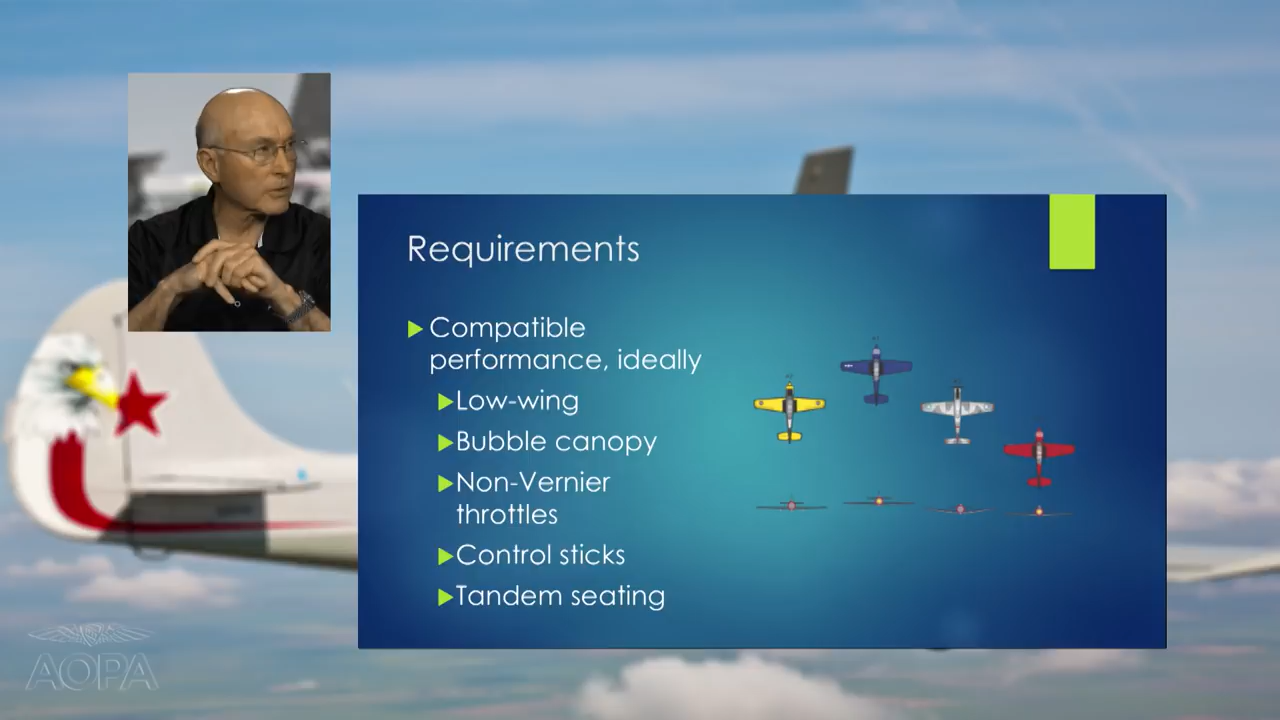 Requirements
Compatible
performance, ideally
Low-wing
Bubble canopy
Non-Vernier
throttles
Control sticks
Tandem seating
AOPA